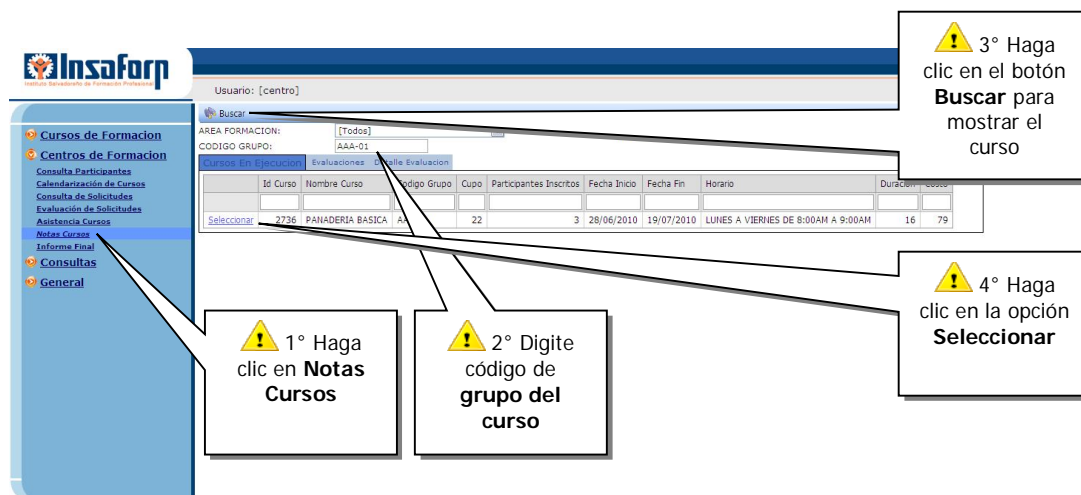 Insaforp
Instituto Salvadoreño de Formación Profesional
Usuario: [centro]
Buscar
AREA FORMACION: [Todos]
CODIGO GRUPO: AAA-01
Cursos En Ejecucion Evaluaciones Detalle Evaluacion
Id Curso Nombre Curso Codigo Grupo Cupo Participantes Inscritos Fecha Inicio Fecha Fin Horario Duracion Costo
Seleccionar 2736 PANADERIA BASICA 22 3 28/06/2010 19/07/2010 LUNES A VIERNES DE 8:00AM A 9:00AM 16 79
Cursos de Formacion
Centros de Formacion
Consulta Participantes
Calendarización de Cursos
Consulta de Solicitudes
Evaluación de Solicitudes
Asistencia Cursos
Notas Cursos
Informe Final
Consultas
General
1° Haga
clic en Notas
Cursos
2° Digite
código de
grupo del
curso
3° Haga
clic en el botón
Buscar para
mostrar el
curso
4° Haga
clic en la opción
Seleccionar